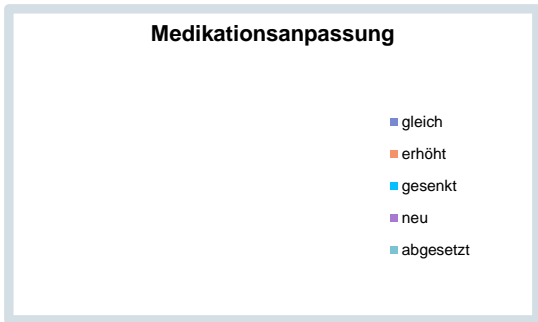 Medikationsanpassung
gleich
erhöht
gesenkt
neu
abgesetzt